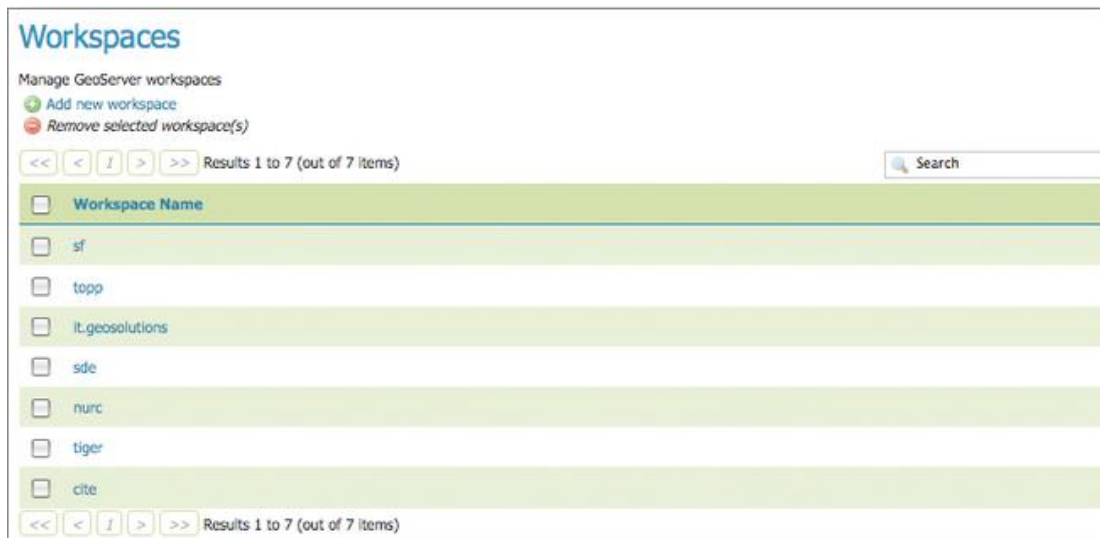 Workspaces
Manage GeoServer workspaces
Add new workspace
Remove selected workspace(s)
<< < 1 > >> Results 1 to 7 (out of 7 items) Search
Workspace Name
sf
topp
it.geosolutions
sde
nurc
tiger
cite
<< < 1 > >> Results 1 to 7 (out of 7 items)